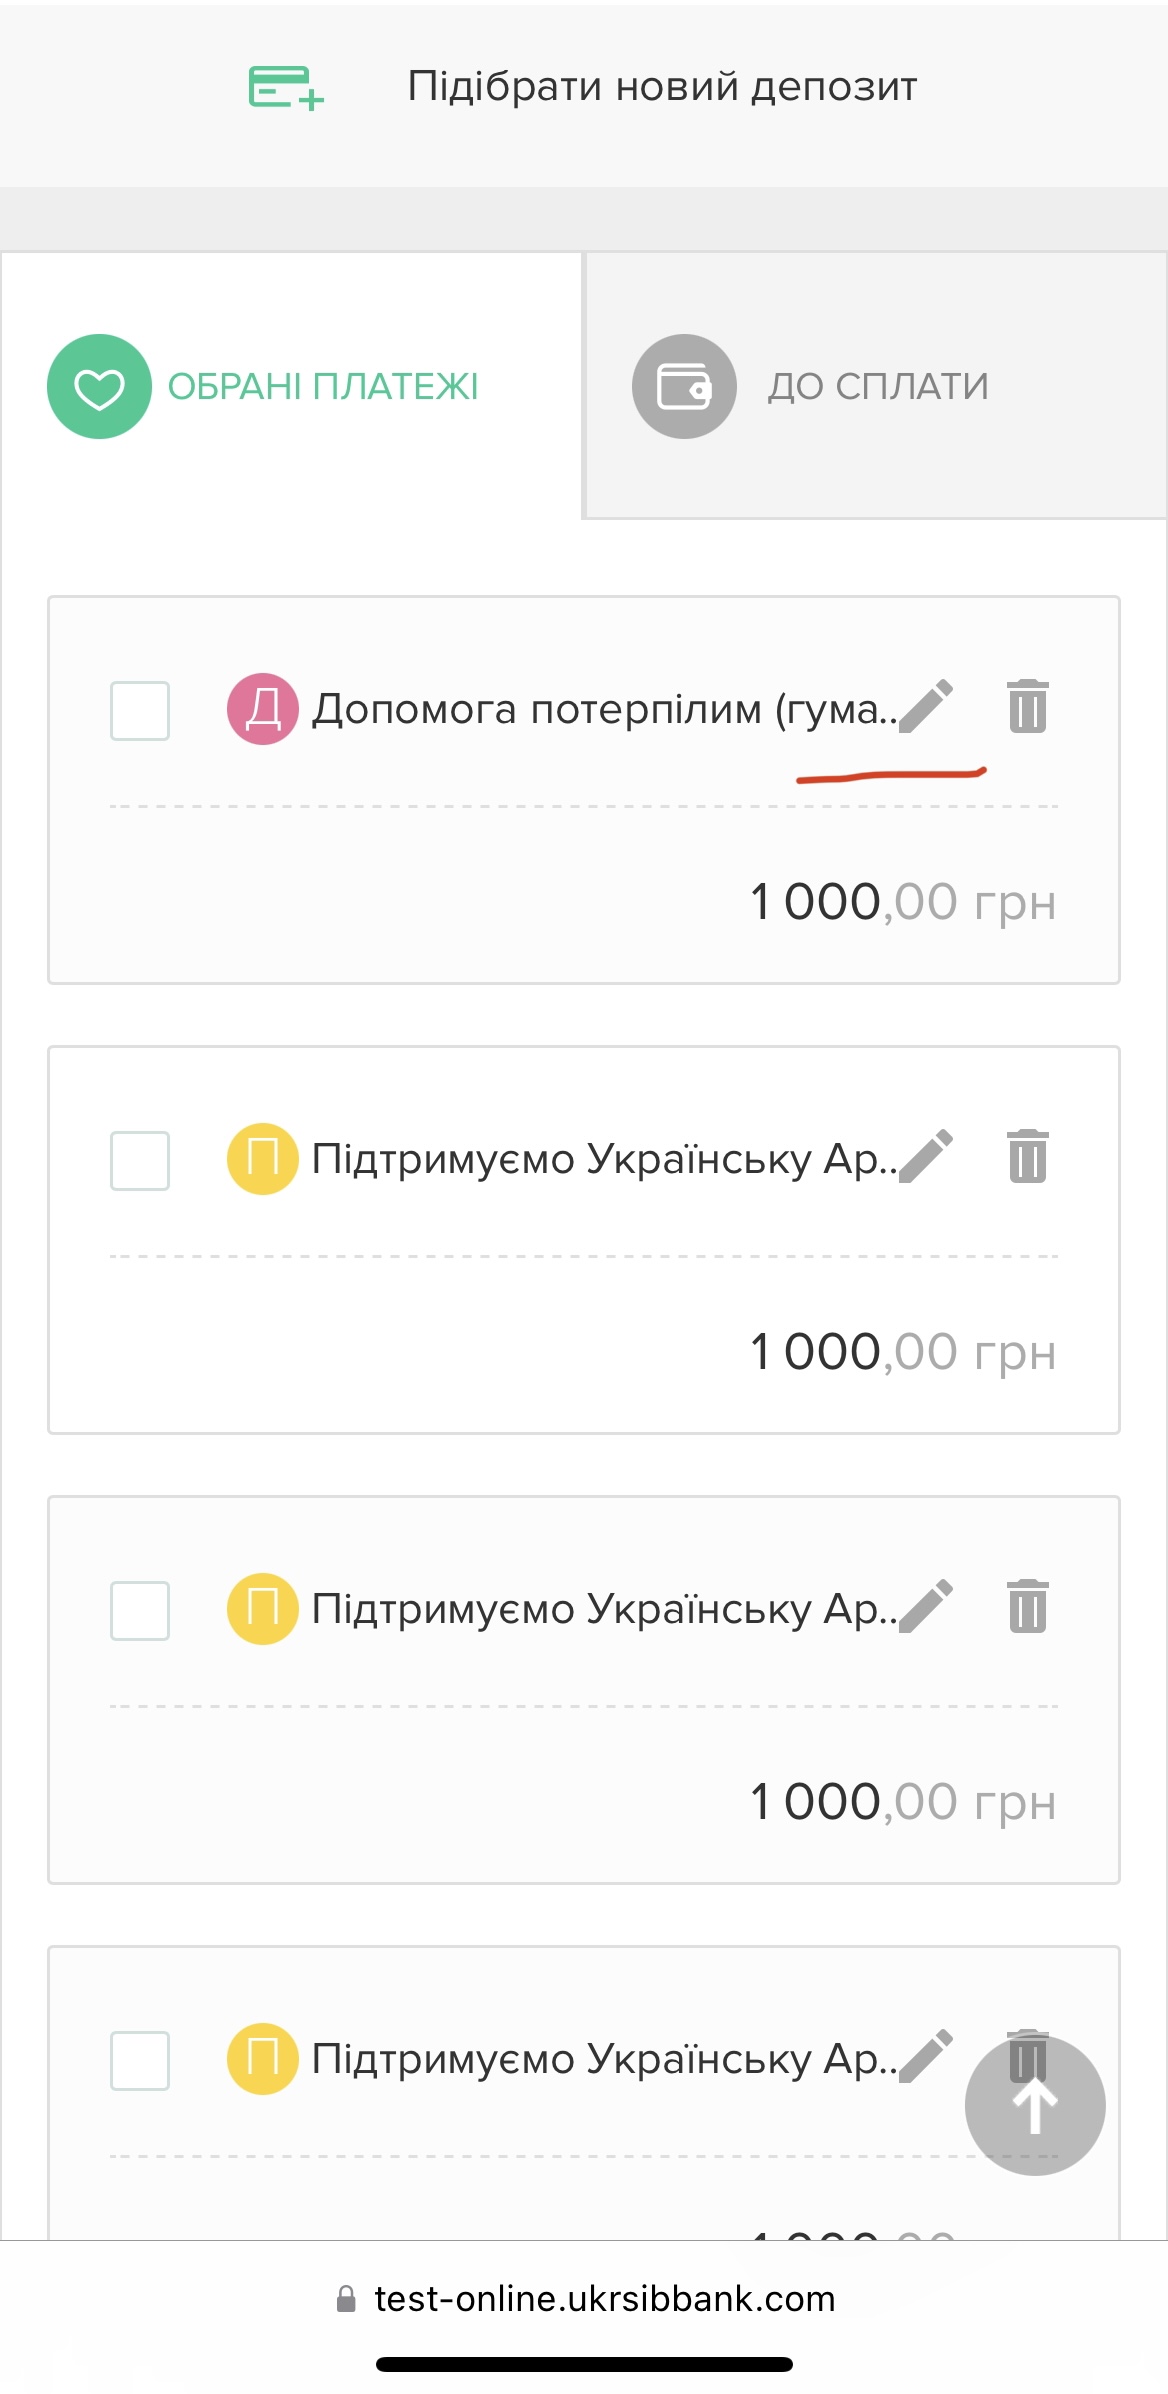 Підібрати новий депозит
ОБРАНІ ПЛАТЕЖІ
ДО СПЛАТИ
Д Допомога потерпілим (гума..
1 000,00 грн
П Підтримуємо Українську Ар..
1 000,00 грн
П Підтримуємо Українську Ар..
1 000,00 грн
П Підтримуємо Українську Ар..
test-online.ukrsibbank.com